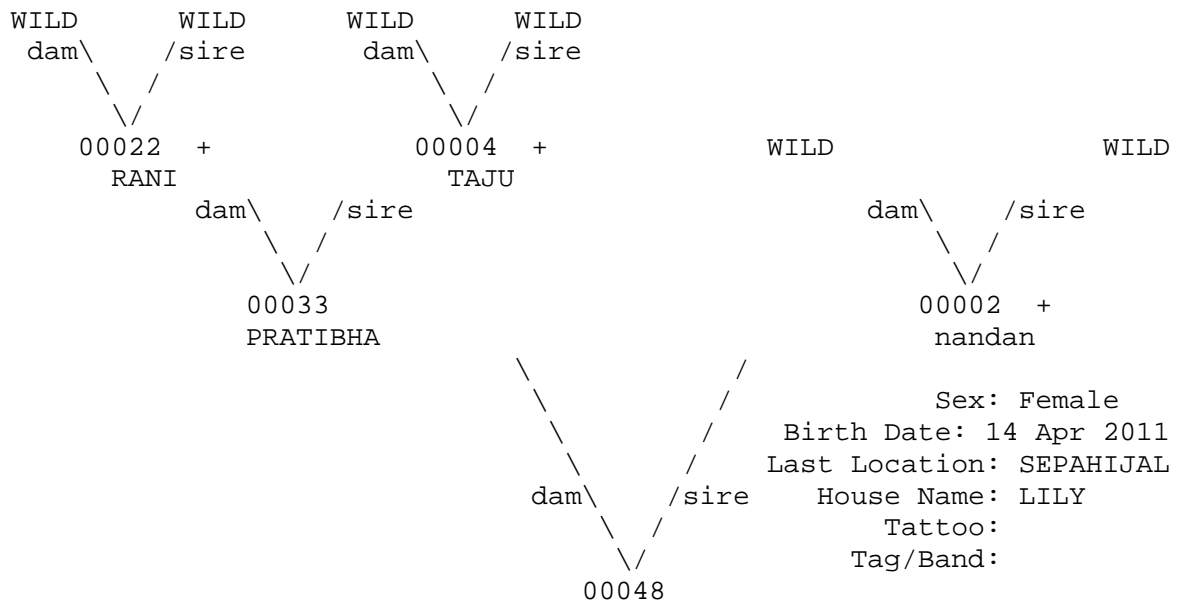 WILD WILD WILD WILD
dam\ /sire dam\ /sire
\ / \ /
\/ \/
00022 + 00004 + WILD WILD
RANI TAJU
dam\ /sire dam\ /sire
\ / \ /
\/ \/
00033 00002 +
PRATIBHA nandan
\ /
\ / Sex: Female
\ / Birth Date: 14 Apr 2011
\ / Last Location: SEPAHIJAL
dam\ /sire House Name: LILY
\ / Tattoo:
\/ Tag/Band:
00048